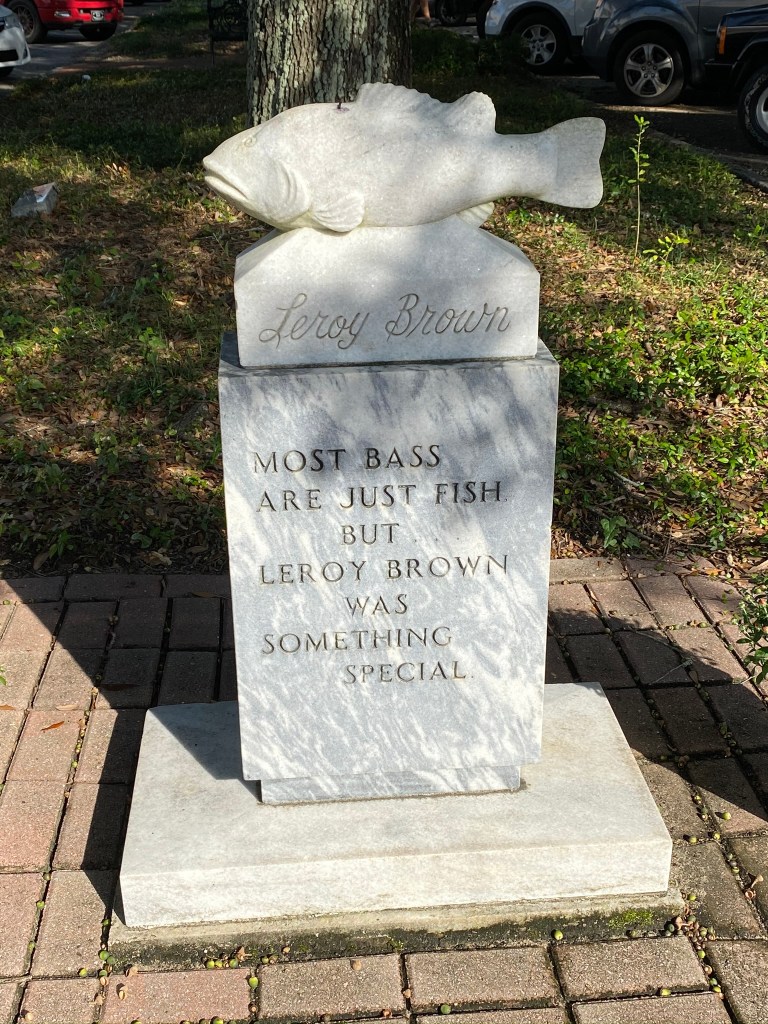 Leroy Brown
MOST BASS
ARE JUST FISH
BUT...
LEROY BROWN
WAS
SOMETHING
SPECIAL.